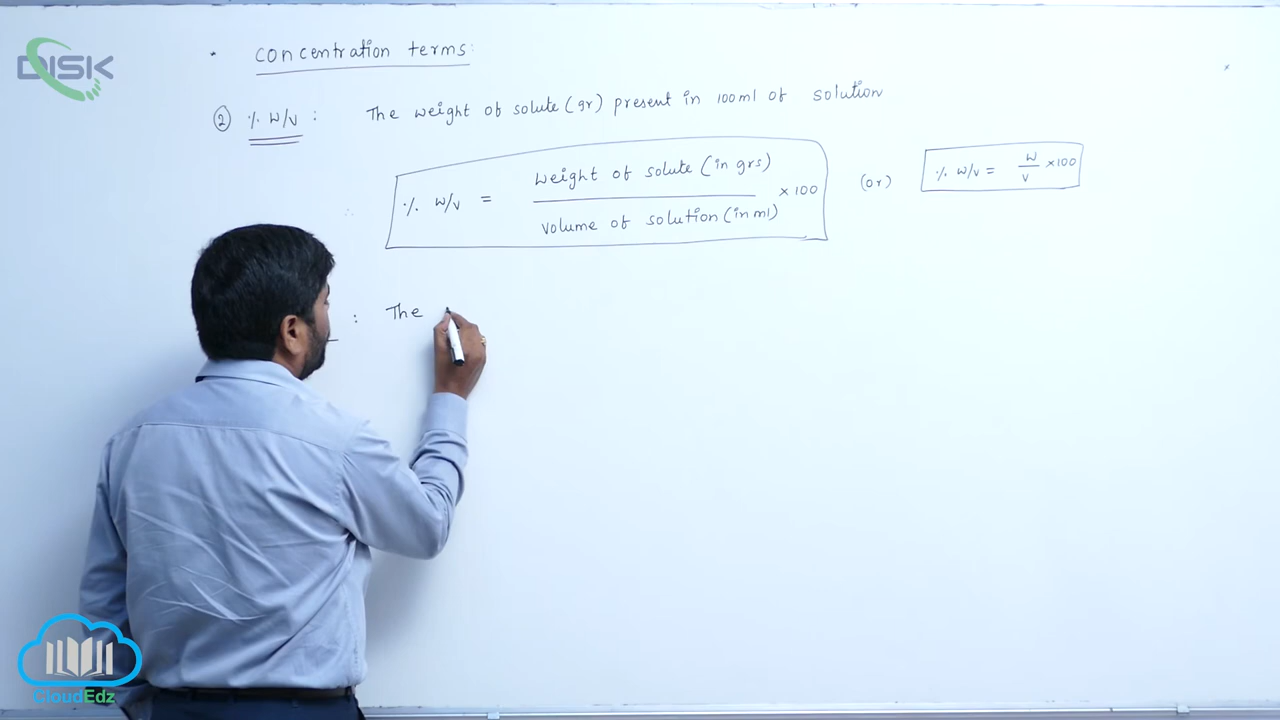 DISK
* Concentration terms:
② % W/V : The weight of solute (gr) present in 100ml of solution
% W/V = weight of solute (in grs) / volume of solution (in ml) × 100 (or) % W/V = W / V × 100
: The
CloudEdz